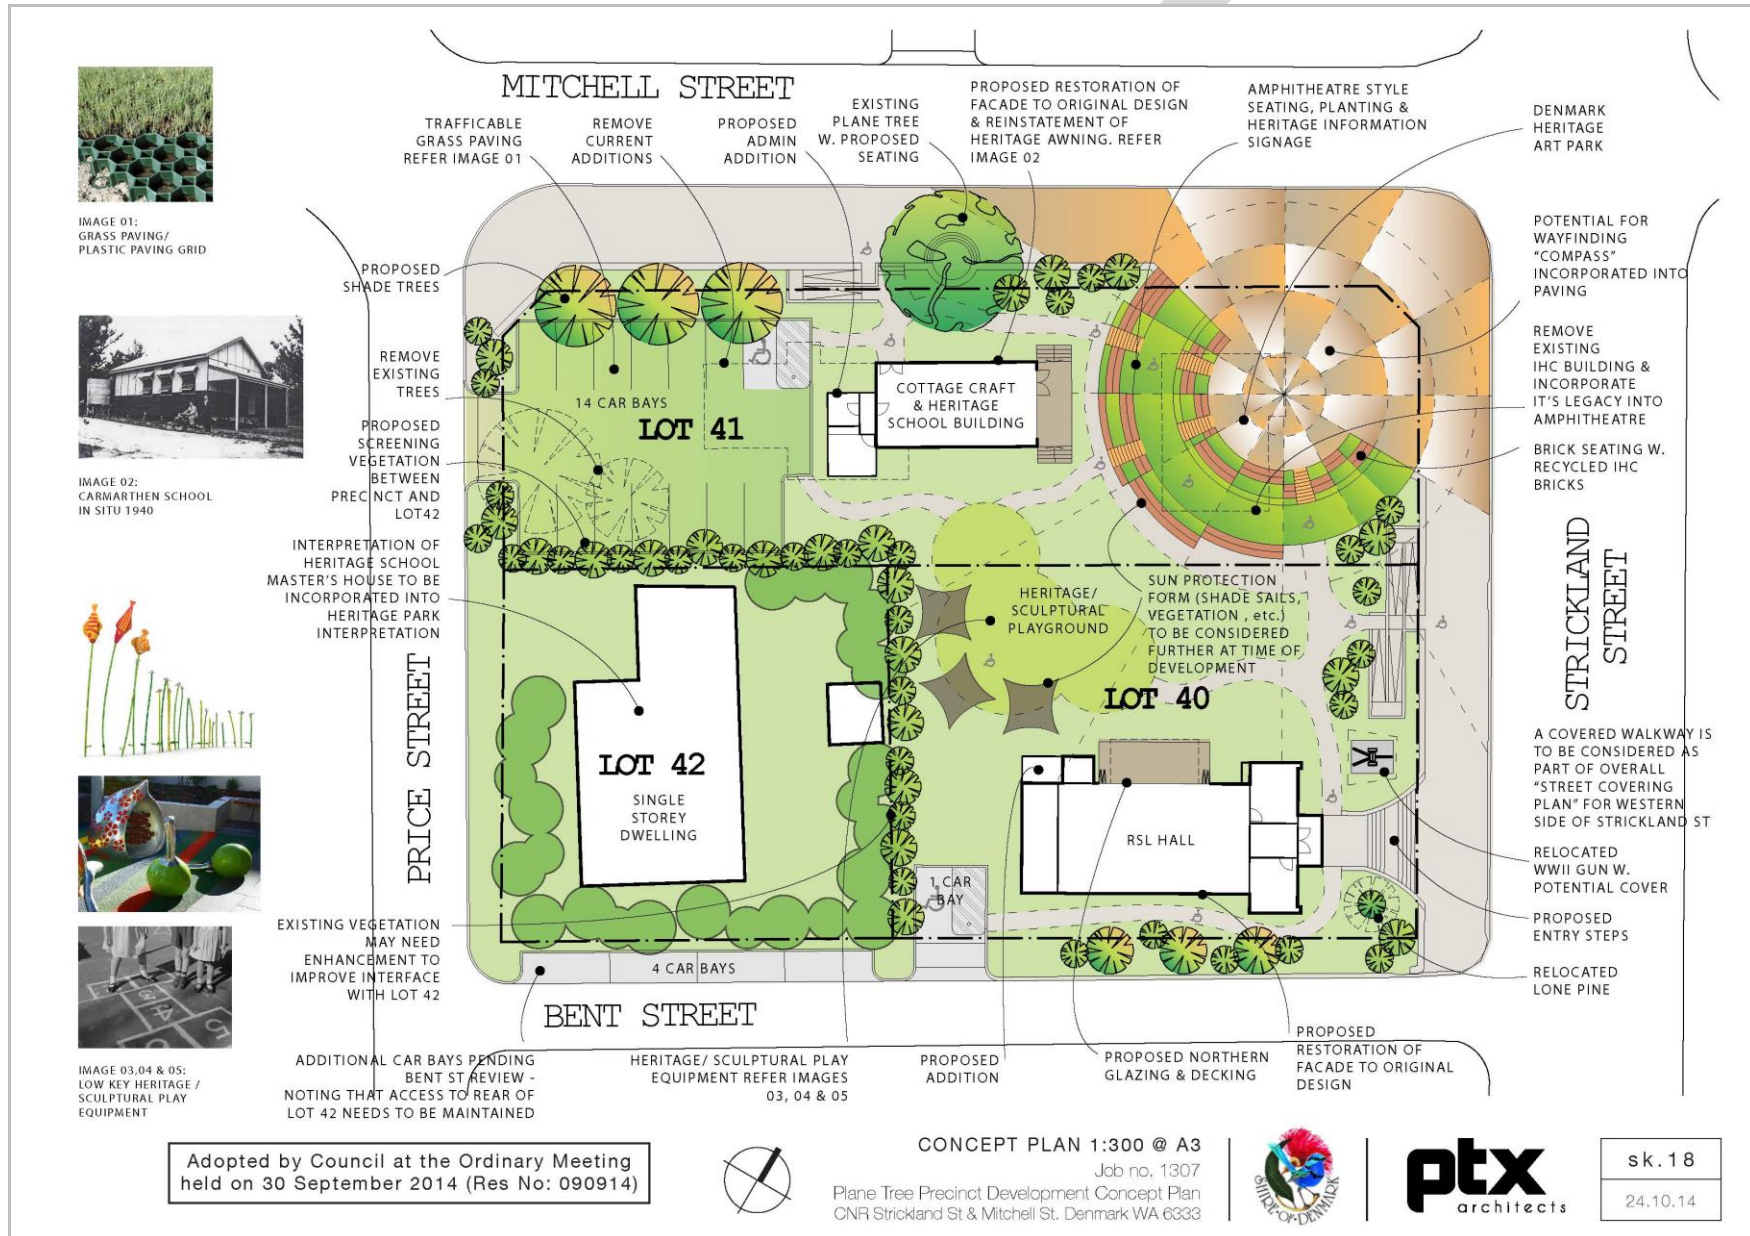 MITCHELL STREET
TRAFFICABLE
GRASS PAVING
REFER IMAGE 01
REMOVE
CURRENT
ADDITIONS
PROPOSED
ADMIN
ADDITION
EXISTING
PLANE TREE
W. PROPOSED
SEATING
PROPOSED RESTORATION OF
FACADE TO ORIGINAL DESIGN
& REINSTATEMENT OF
HERITAGE AWNING. REFER
IMAGE 02
AMPHITHEATRE STYLE
SEATING, PLANTING &
HERITAGE INFORMATION
SIGNAGE
DENMARK
HERITAGE
ART PARK
IMAGE 01:
GRASS PAVING/
PLASTIC PAVING GRID
PROPOSED
SHADE TREES
POTENTIAL FOR
WAYFINDING
"COMPASS"
INCORPORATED INTO
PAVING
REMOVE
EXISTING
TREES
14 CAR BAYS
LOT 41
COTTAGE CRAFT
& HERITAGE
SCHOOL BUILDING
REMOVE
EXISTING
IHC BUILDING &
INCORPORATE
IT'S LEGACY INTO
AMPHITHEATRE
PROPOSED
SCREENING
VEGETATION
BETWEEN
PRECINCT AND
LOT42
BRICK SEATING W.
RECYCLED IHC
BRICKS
IMAGE 02:
CARMARTHEN SCHOOL
IN SITU 1940
INTERPRETATION OF
HERITAGE SCHOOL
MASTER'S HOUSE TO BE
INCORPORATED INTO
HERITAGE PARK
INTERPRETATION
HERITAGE/
SCULPTURAL
PLAYGROUND
SUN PROTECTION
FORM (SHADE SAILS,
VEGETATION , etc.)
TO BE CONSIDERED
FURTHER AT TIME OF
DEVELOPMENT
STRICKLAND
STREET
PRICE STREET
LOT 40
LOT 42
SINGLE
STOREY
DWELLING
RSL HALL
A COVERED WALKWAY IS
TO BE CONSIDERED AS
PART OF OVERALL
"STREET COVERING
PLAN" FOR WESTERN
SIDE OF STRICKLAND ST
RELOCATED
WWII GUN W.
POTENTIAL COVER
1 CAR
BAY
PROPOSED
ENTRY STEPS
EXISTING VEGETATION
MAY NEED
ENHANCEMENT TO
IMPROVE INTERFACE
WITH LOT 42
4 CAR BAYS
RELOCATED
LONE PINE
BENT STREET
IMAGE 03,04 & 05:
LOW KEY HERITAGE /
SCULPTURAL PLAY
EQUIPMENT
ADDITIONAL CAR BAYS PENDING
BENT ST REVIEW -
NOTING THAT ACCESS TO REAR OF
LOT 42 NEEDS TO BE MAINTAINED
HERITAGE/ SCULPTURAL PLAY
EQUIPMENT REFER IMAGES
03, 04 & 05
PROPOSED
ADDITION
PROPOSED NORTHERN
GLAZING & DECKING
PROPOSED
RESTORATION OF
FACADE TO ORIGINAL
DESIGN
Adopted by Council at the Ordinary Meeting
held on 30 September 2014 (Res No: 090914)
CONCEPT PLAN 1:300 @ A3
Job no. 1307
Plane Tree Precinct Development Concept Plan
CNR Strickland St & Mitchell St. Denmark WA 6333
SHIRE·OF·DENMARK
ptx
architects
sk.18
24.10.14